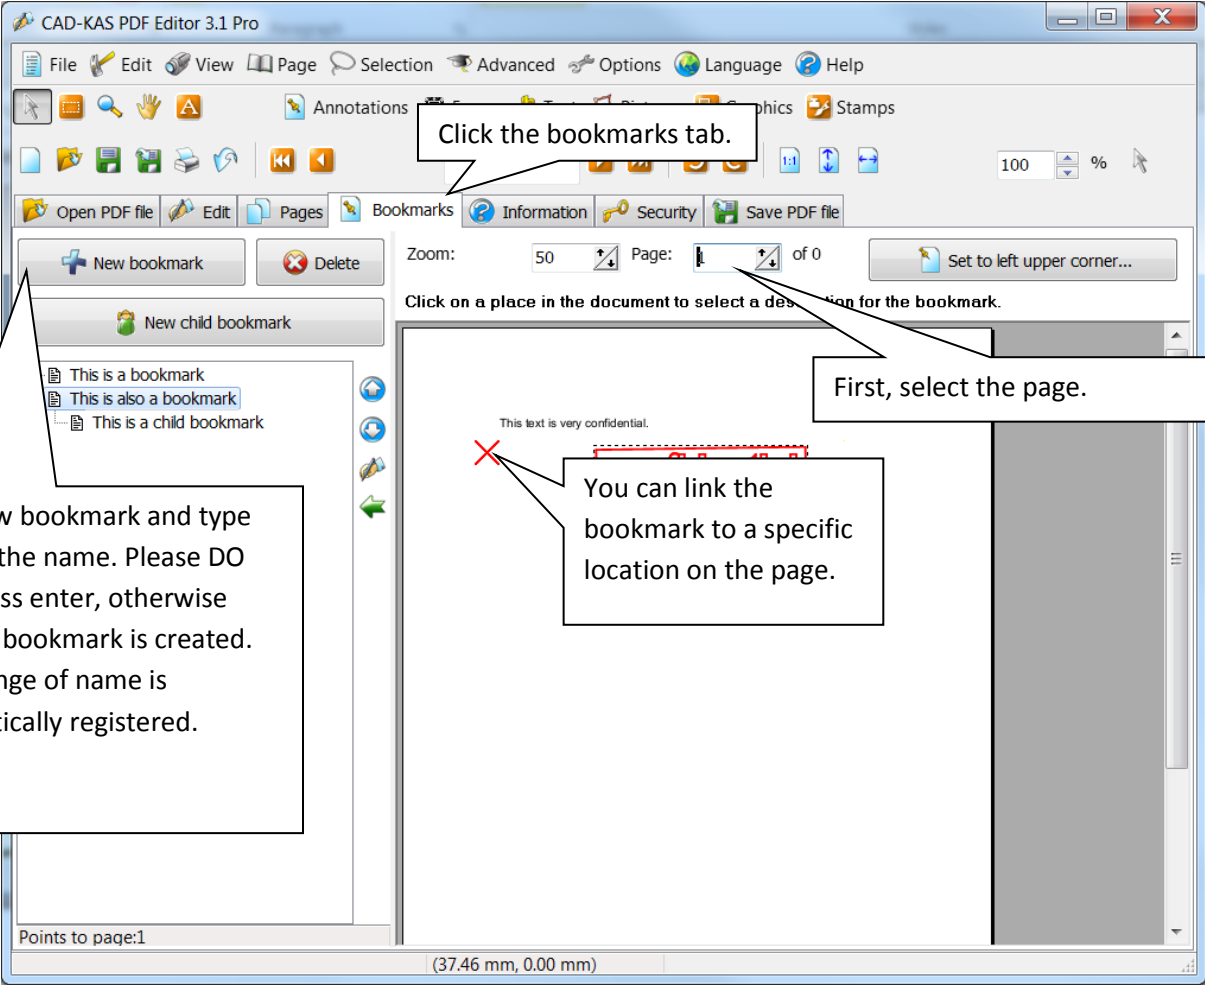 CAD-KAS PDF Editor 3.1 Pro
File Edit View Page Selection Advanced Options Language Help
Annotations Stamps
Click the bookmarks tab.
1:1 100 %
Open PDF file Edit Pages Bookmarks Information Security Save PDF file
New bookmark Delete Zoom: 50 Page: 1 of 0 Set to left upper corner...
Click on a place in the document to select a for the bookmark.
New child bookmark
This is a bookmark
This is also a bookmark
This is a child bookmark
First, select the page.
This text is very confidential.
You can link the
bookmark to a specific
location on the page.
bookmark and type
the name. Please DO
enter, otherwise
bookmark is created.
of name is
registered.
Points to page:1
(37.46 mm, 0.00 mm)